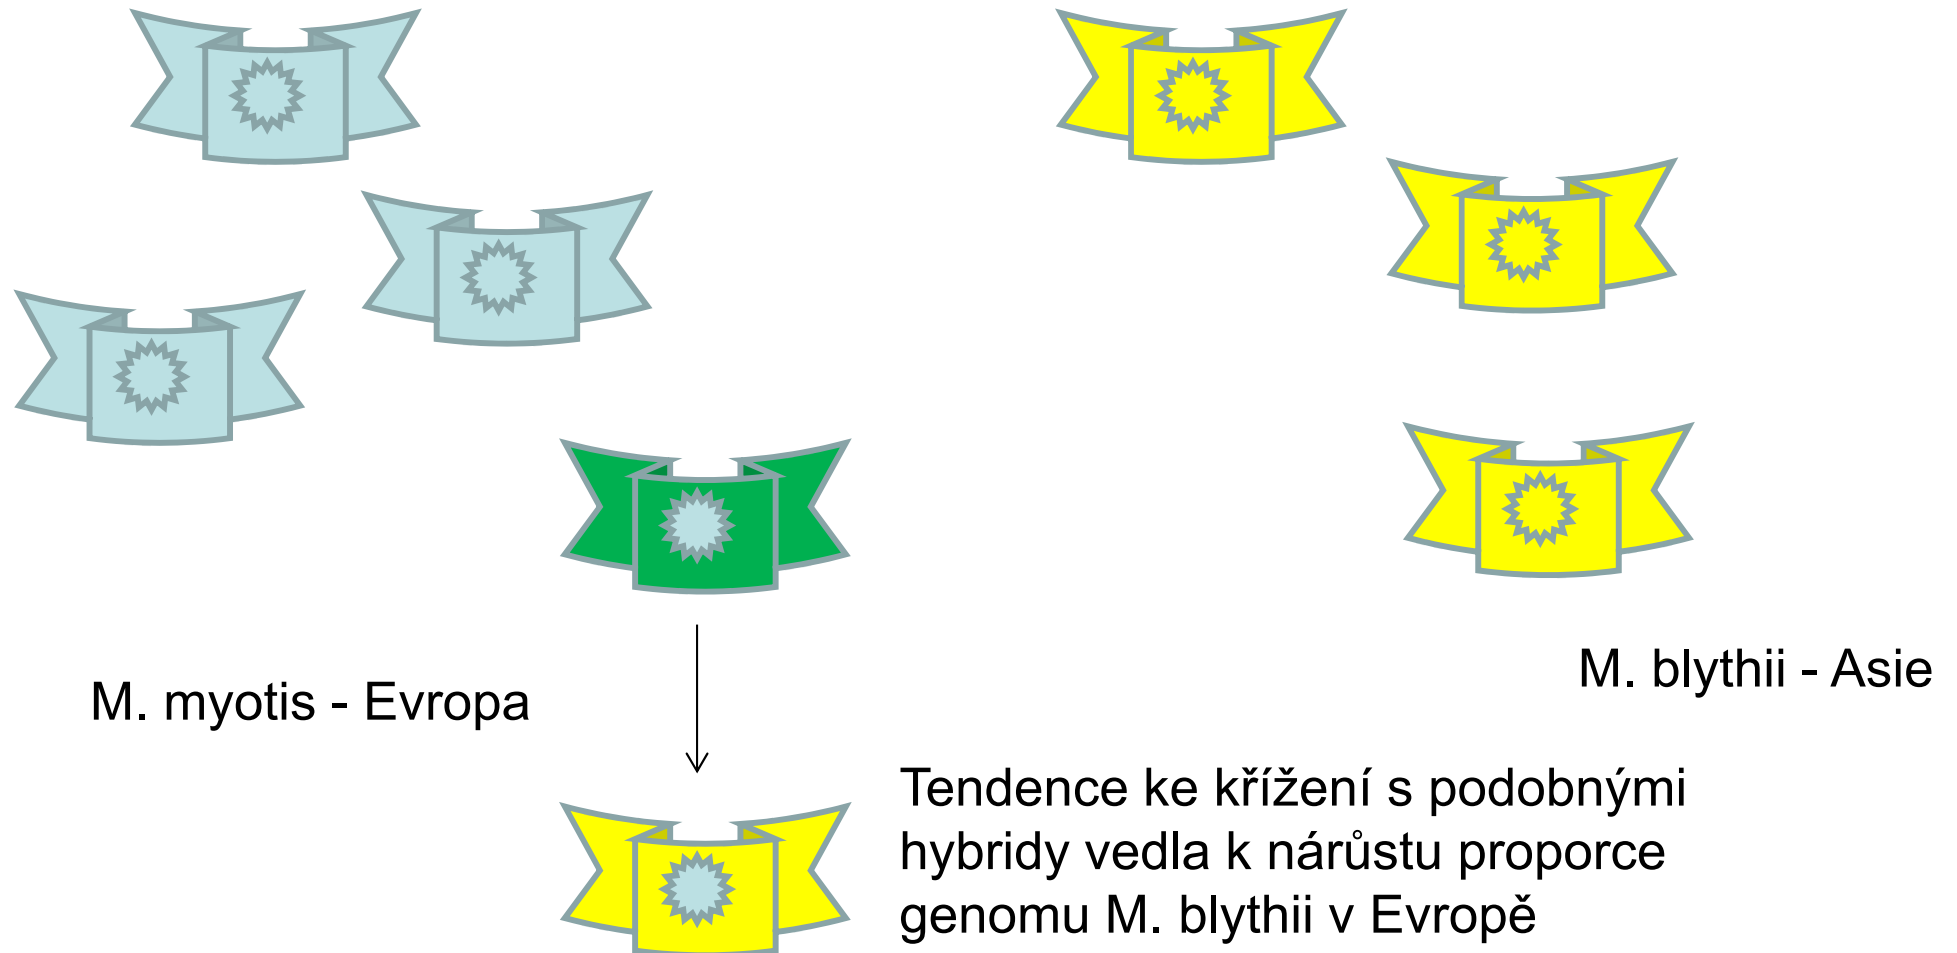 M. myotis - Evropa
M. blythii - Asie
Tendence ke křížení s podobnými
hybridy vedla k nárůstu proporce
genomu M. blythii v Evropě